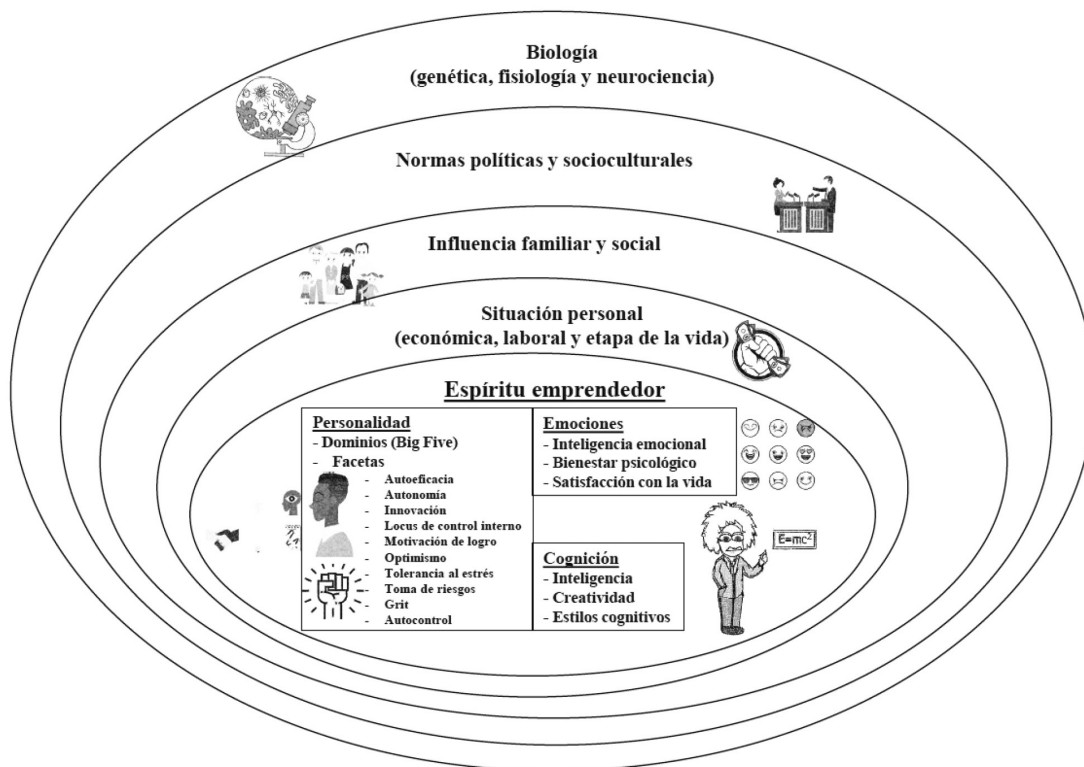 Biología
(genética, fisiología y neurociencia)
Normas políticas y socioculturales
Influencia familiar y social
Situación personal
(económica, laboral y etapa de la vida)
Espíritu emprendedor
Personalidad
- Dominios (Big Five)
- Facetas
- Autoeficacia
- Autonomía
- Innovación
- Locus de control interno
- Motivación de logro
- Optimismo
- Tolerancia al estrés
- Toma de riesgos
- Grit
- Autocontrol
Emociones
- Inteligencia emocional
- Bienestar psicológico
- Satisfacción con la vida
Cognición
- Inteligencia
- Creatividad
- Estilos cognitivos
E=mc²